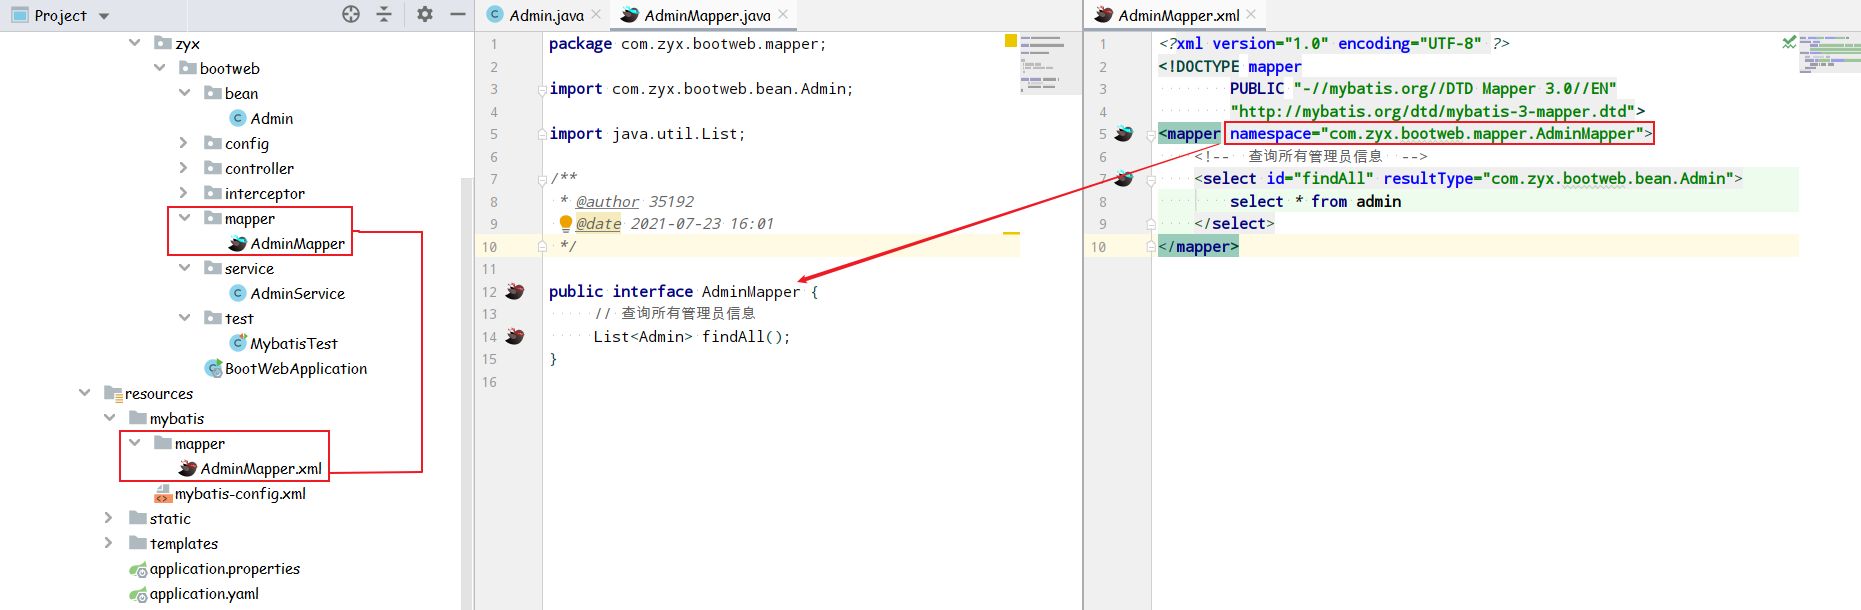 Project
zyx
bootweb
bean
Admin
config
controller
interceptor
mapper
AdminMapper
service
AdminService
test
MybatisTest
BootWebApplication
resources
mybatis
mapper
AdminMapper.xml
mybatis-config.xml
static
templates
application.properties
application.yaml
Admin.java
AdminMapper.java
1 package com.zyx.bootweb.mapper;
2
3 import com.zyx.bootweb.bean.Admin;
4
5 import java.util.List;
6
7 /**
8 * @author 35192
9 * @date 2021-07-23 16:01
10 */
11
12 public interface AdminMapper {
13 // 查询所有管理员信息
14 List<Admin> findAll();
15 }
16
AdminMapper.xml
1 <?xml version="1.0" encoding="UTF-8" ?>
2 <!DOCTYPE mapper
3 PUBLIC "-//mybatis.org//DTD Mapper 3.0//EN"
4 "http://mybatis.org/dtd/mybatis-3-mapper.dtd">
5 <mapper namespace="com.zyx.bootweb.mapper.AdminMapper">
6 <!-- 查询所有管理员信息 -->
7 <select id="findAll" resultType="com.zyx.bootweb.bean.Admin">
8 select * from admin
9 </select>
10 </mapper>